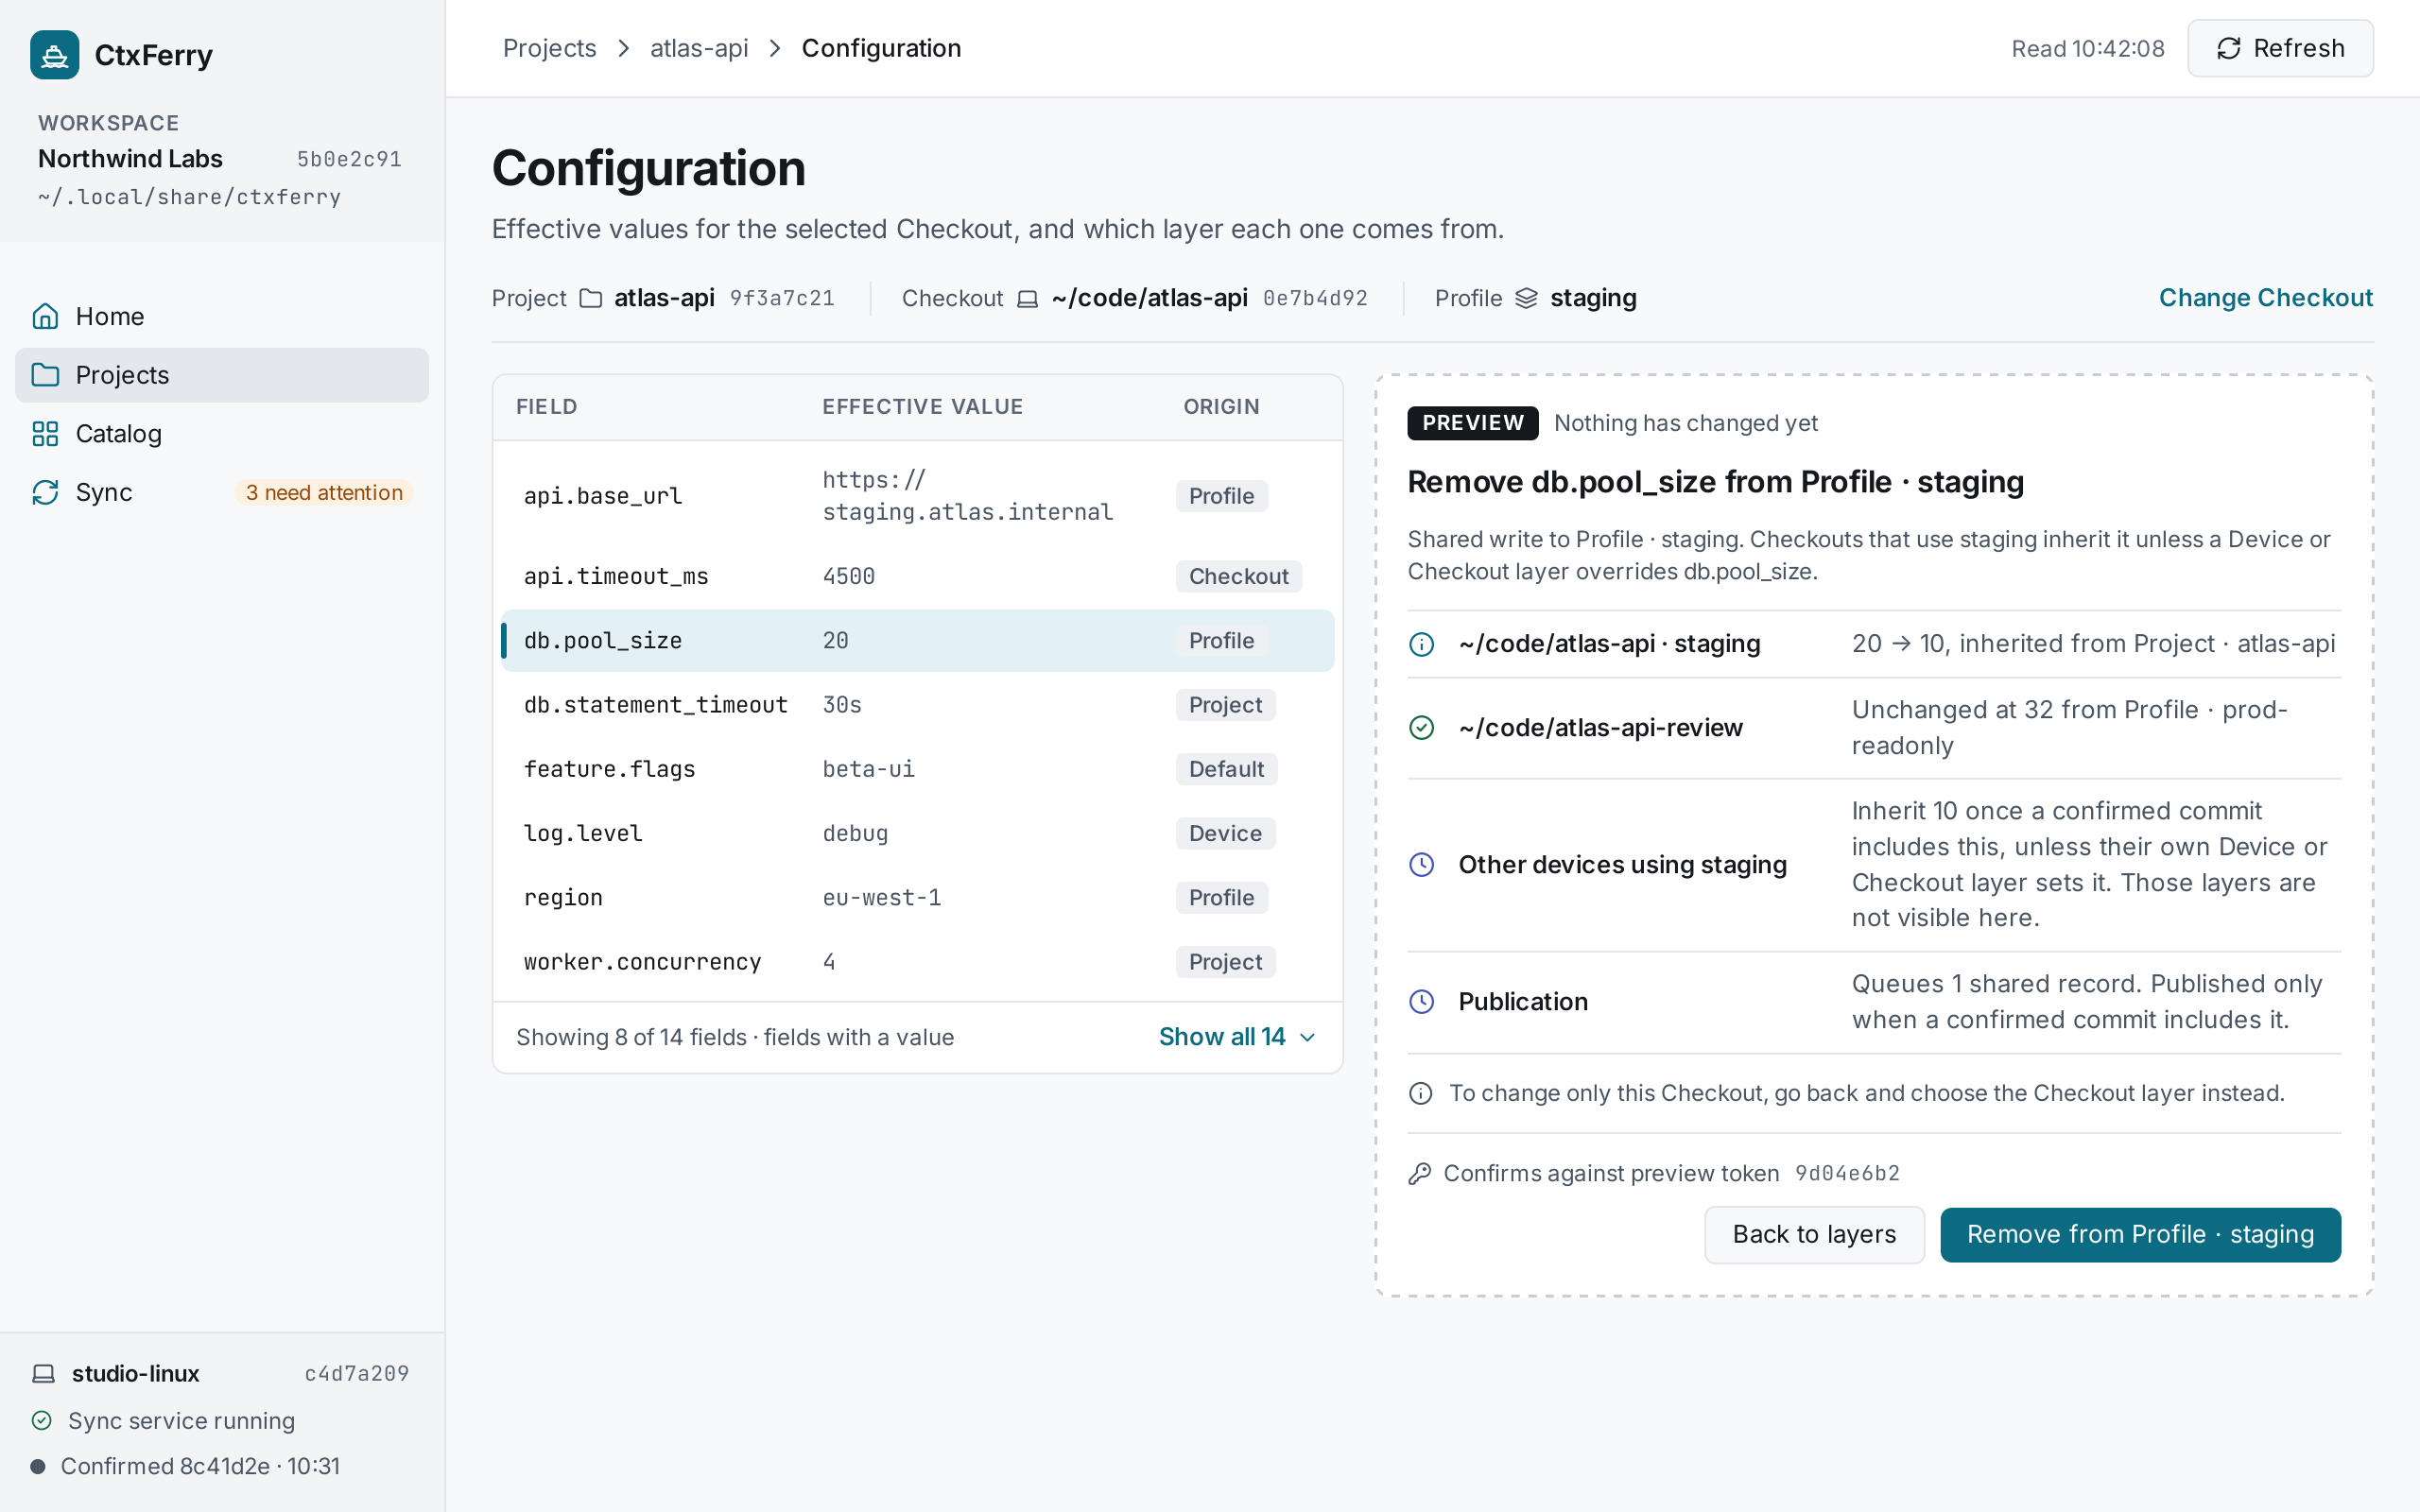 CtxFerry
WORKSPACE
Northwind Labs 5b0e2c91
~/.local/share/ctxferry
Home
Projects
Catalog
Sync 3 need attention
studio-linux c4d7a209
Sync service running
Confirmed 8c41d2e · 10:31
Projects > atlas-api > Configuration
Read 10:42:08 Refresh
Configuration
Effective values for the selected Checkout, and which layer each one comes from.
Project atlas-api 9f3a7c21 Checkout ~/code/atlas-api 0e7b4d92 Profile staging Change Checkout
FIELD EFFECTIVE VALUE ORIGIN
api.base_url https://
staging.atlas.internal Profile
api.timeout_ms 4500 Checkout
db.pool_size 20 Profile
db.statement_timeout 30s Project
feature.flags beta-ui Default
log.level debug Device
region eu-west-1 Profile
worker.concurrency 4 Project
Showing 8 of 14 fields · fields with a value Show all 14
PREVIEW Nothing has changed yet
Remove db.pool_size from Profile · staging
Shared write to Profile · staging. Checkouts that use staging inherit it unless a Device or
Checkout layer overrides db.pool_size.
~/code/atlas-api · staging 20 → 10, inherited from Project · atlas-api
~/code/atlas-api-review Unchanged at 32 from Profile · prod-
readonly
Other devices using staging Inherit 10 once a confirmed commit
includes this, unless their own Device or
Checkout layer sets it. Those layers are
not visible here.
Publication Queues 1 shared record. Published only
when a confirmed commit includes it.
To change only this Checkout, go back and choose the Checkout layer instead.
Confirms against preview token 9d04e6b2
Back to layers Remove from Profile · staging